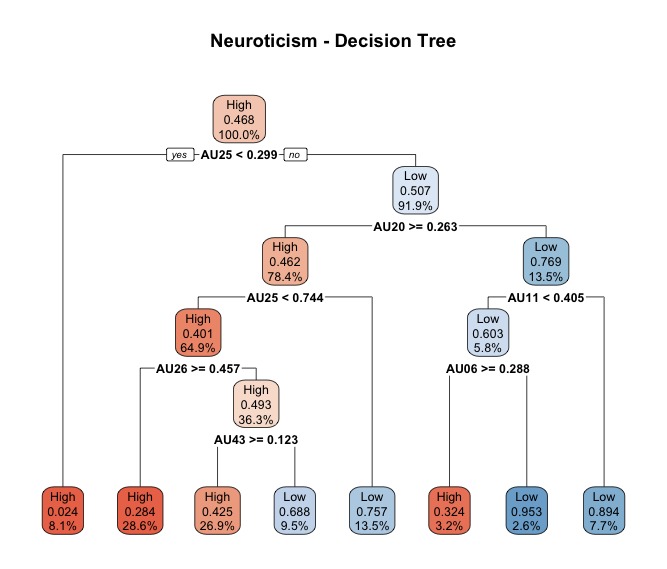 Neuroticism - Decision Tree
High
0.468
100.0%
yes AU25 < 0.299 no
Low
0.507
91.9%
AU20 >= 0.263
High
0.462
78.4%
Low
0.769
13.5%
AU25 < 0.744
AU11 < 0.405
High
0.401
64.9%
Low
0.603
5.8%
AU26 >= 0.457
AU06 >= 0.288
High
0.493
36.3%
AU43 >= 0.123
High
0.024
8.1%
High
0.284
28.6%
High
0.425
26.9%
Low
0.688
9.5%
Low
0.757
13.5%
High
0.324
3.2%
Low
0.953
2.6%
Low
0.894
7.7%